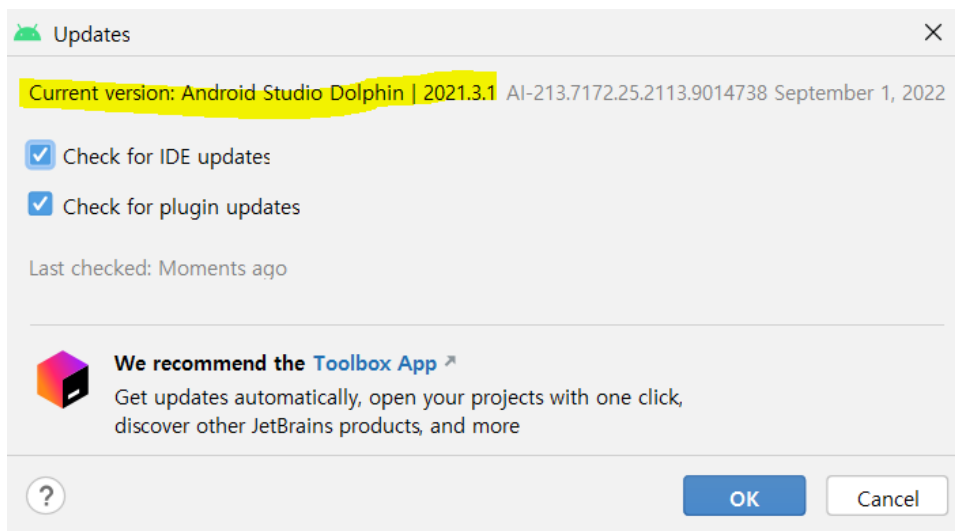 Updates
Current version: Android Studio Dolphin | 2021.3.1 AI-213.7172.25.2113.9014738 September 1, 2022
Check for IDE updates
Check for plugin updates
Last checked: Moments ago
We recommend the Toolbox App ↗
Get updates automatically, open your projects with one click,
discover other JetBrains products, and more
?
OK
Cancel